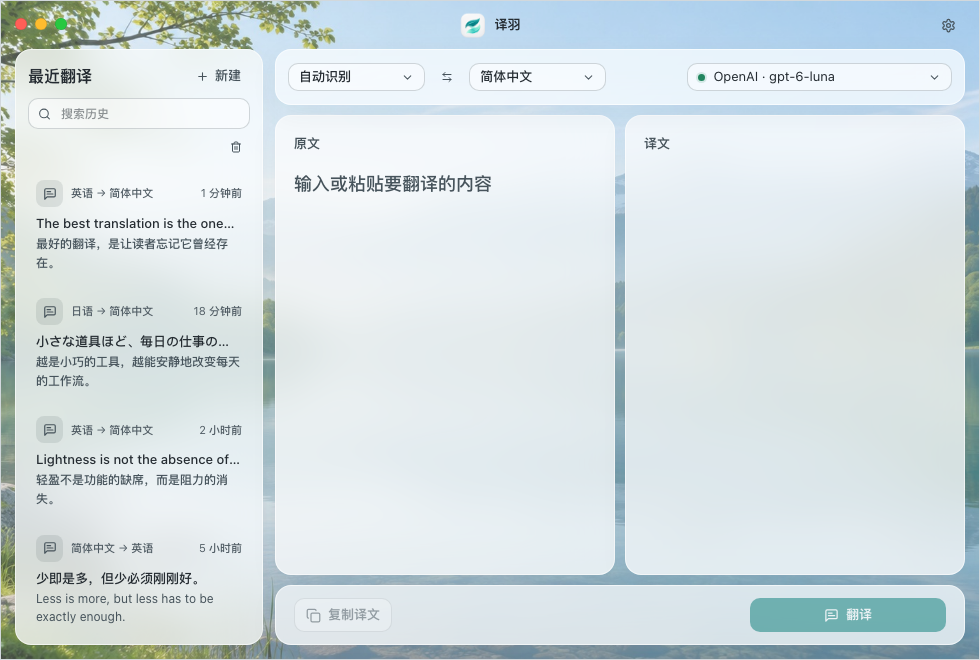 译羽
最近翻译
+ 新建
搜索历史
英语 → 简体中文 1 分钟前
The best translation is the one...
最好的翻译，是让读者忘记它曾经存
在。
日语 → 简体中文 18 分钟前
小さな道具ほど、毎日の仕事の...
越是小巧的工具，越能安静地改变每天
的工作流。
英语 → 简体中文 2 小时前
Lightness is not the absence of...
轻盈不是功能的缺席，而是阻力的消
失。
简体中文 → 英语 5 小时前
少即是多，但少必须刚刚好。
Less is more, but less has to be
exactly enough.
自动识别 ⇆ 简体中文 OpenAI · gpt-6-luna
原文
输入或粘贴要翻译的内容
译文
复制译文 翻译